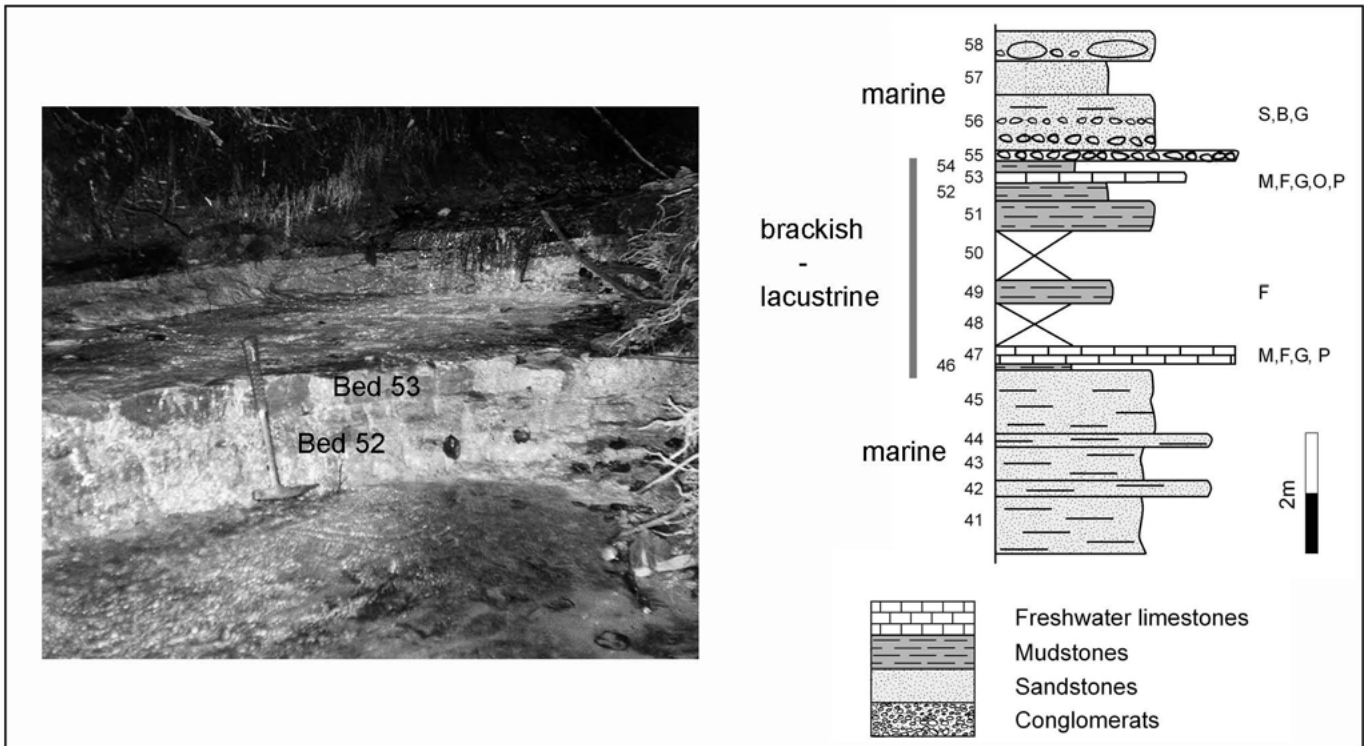 Bed 53
Bed 52
58
57
marine
56
S,B,G
55
54
53
M,F,G,O,P
52
51
brackish
-
lacustrine
50
49
F
48
47
M,F,G, P
46
45
44
marine
43
42
41
2m
Freshwater limestones
Mudstones
Sandstones
Conglomerats